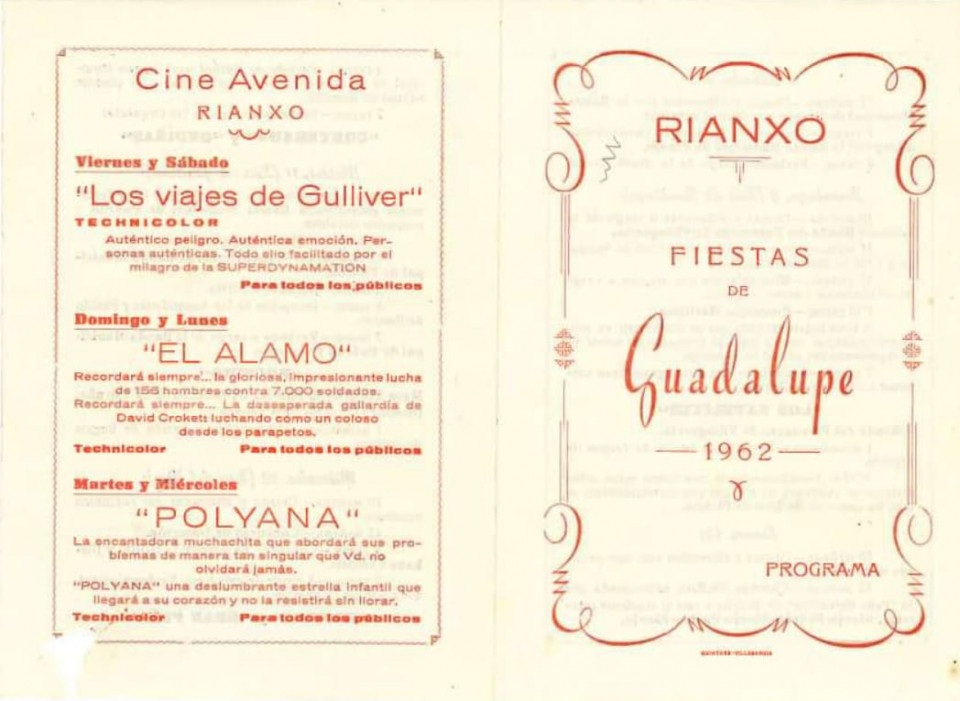 Cine Avenida
RIANXO
Viernes y Sábado
"Los viajes de Gulliver"
TECHNICOLOR
Auténtico peligro. Auténtica emoción. Per-
sonas auténticas. Todo ello facilitado por el
milagro de la SUPERDYNAMATION
Para todos los públicos
Domingo y Lunes
"EL ALAMO"
Recordará siempre... la gloriosa, impresionante lucha
de 156 hombres contra 7.000 soldados.
Recordará siempre... La desesperada gallardía de
David Crokett luchando como un coloso
desde los parapetos.
Technicolor Para todos los públicos
Martes y Miércoles
"POLYANA"
La encantadora muchachita que abordará sus pro-
blemas de manera tan singular que Vd. no
olvidará jamás.
"POLYANA" una deslumbrante estrella infantil que
llegará a su corazón y no la resistirá sin llorar.
Technicolor Para todos los públicos
RIANXO
FIESTAS
DE
Guadalupe
1962
PROGRAMA